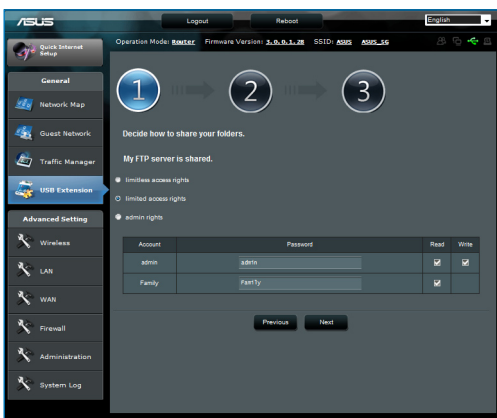 ASUS
Logout
Reboot
English
Quick Internet
Setup
Operation Mode: Router Firmware Version: 3.0.0.1.28 SSID: ASUS ASUS_5G
General
Network Map
Guest Network
Traffic Manager
USB Extension
Advanced Setting
Wireless
LAN
WAN
Firewall
Administration
System Log
1
2
3
Decide how to share your folders.
My FTP server is shared.
limitless access rights
limited access rights
admin rights
Account Password Read Write
admin admin
Family Family
Previous Next